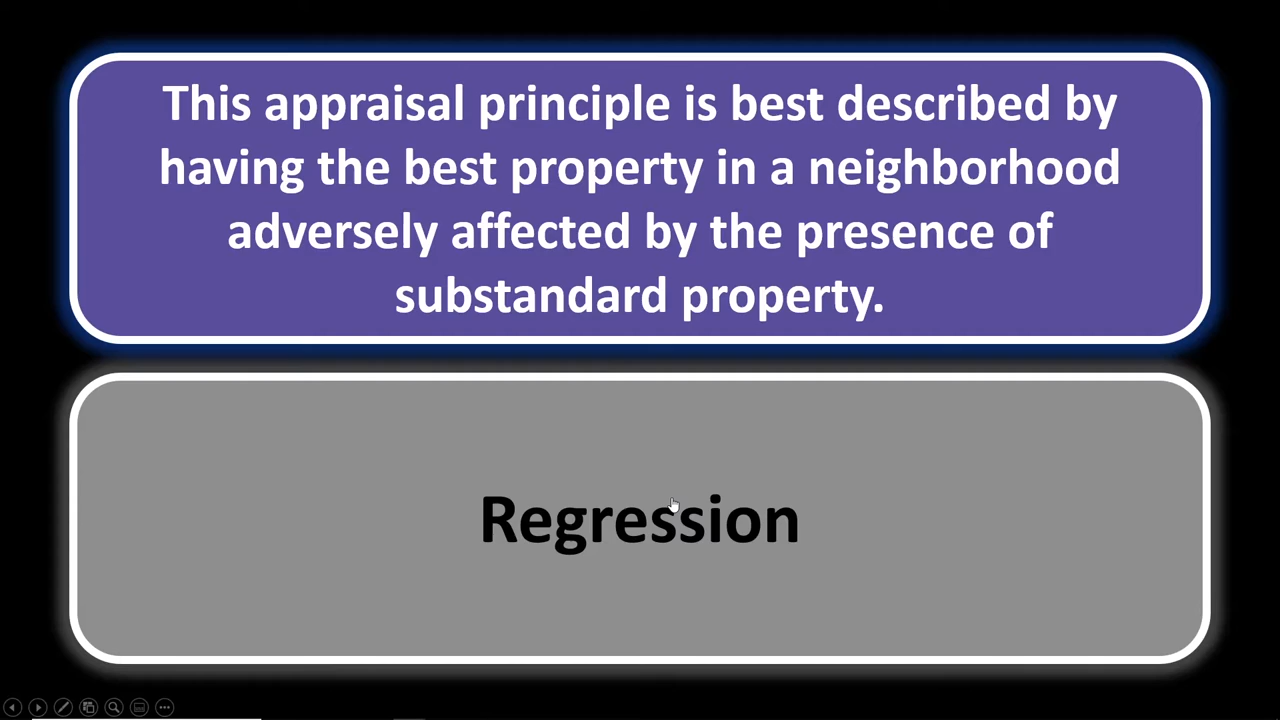 This appraisal principle is best described by
having the best property in a neighborhood
adversely affected by the presence of
substandard property.
Regression